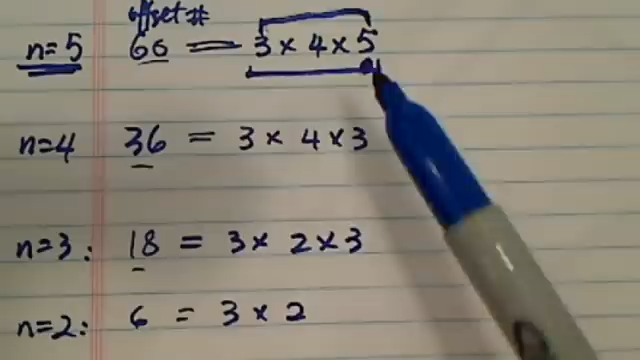 offset #
n=5 60 = 3 × 4 × 5
n=4 36 = 3 × 4 × 3
n=3: 18 = 3 × 2 × 3
n=2: 6 = 3 × 2